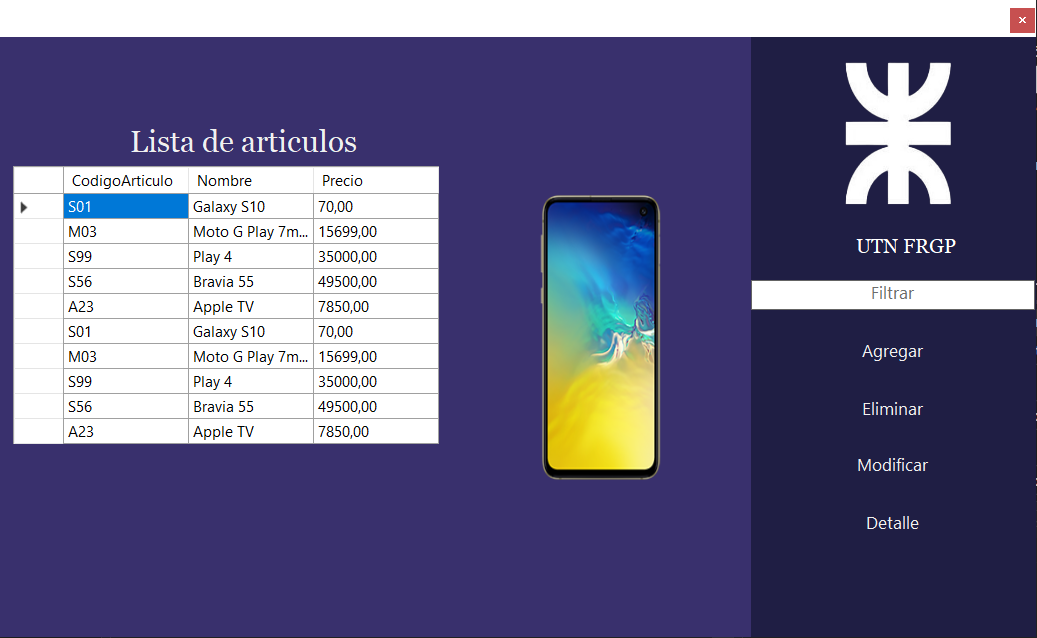 Lista de articulos
CodigoArticulo Nombre Precio
S01 Galaxy S10 70,00
M03 Moto G Play 7m... 15699,00
S99 Play 4 35000,00
S56 Bravia 55 49500,00
A23 Apple TV 7850,00
S01 Galaxy S10 70,00
M03 Moto G Play 7m... 15699,00
S99 Play 4 35000,00
S56 Bravia 55 49500,00
A23 Apple TV 7850,00
UTN FRGP
Filtrar
Agregar
Eliminar
Modificar
Detalle